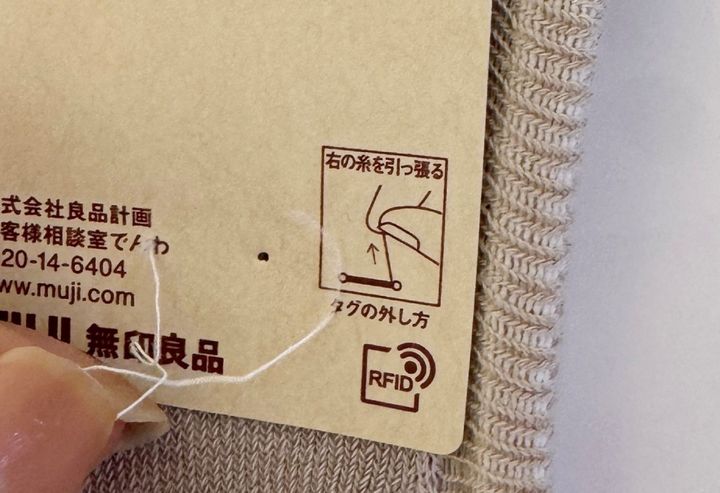 式会社良品計画
客様相談室でんわ
20-14-6404
ww.muji.com
MUJI 無印良品
右の糸を引っ張る
タグの外し方
RFID